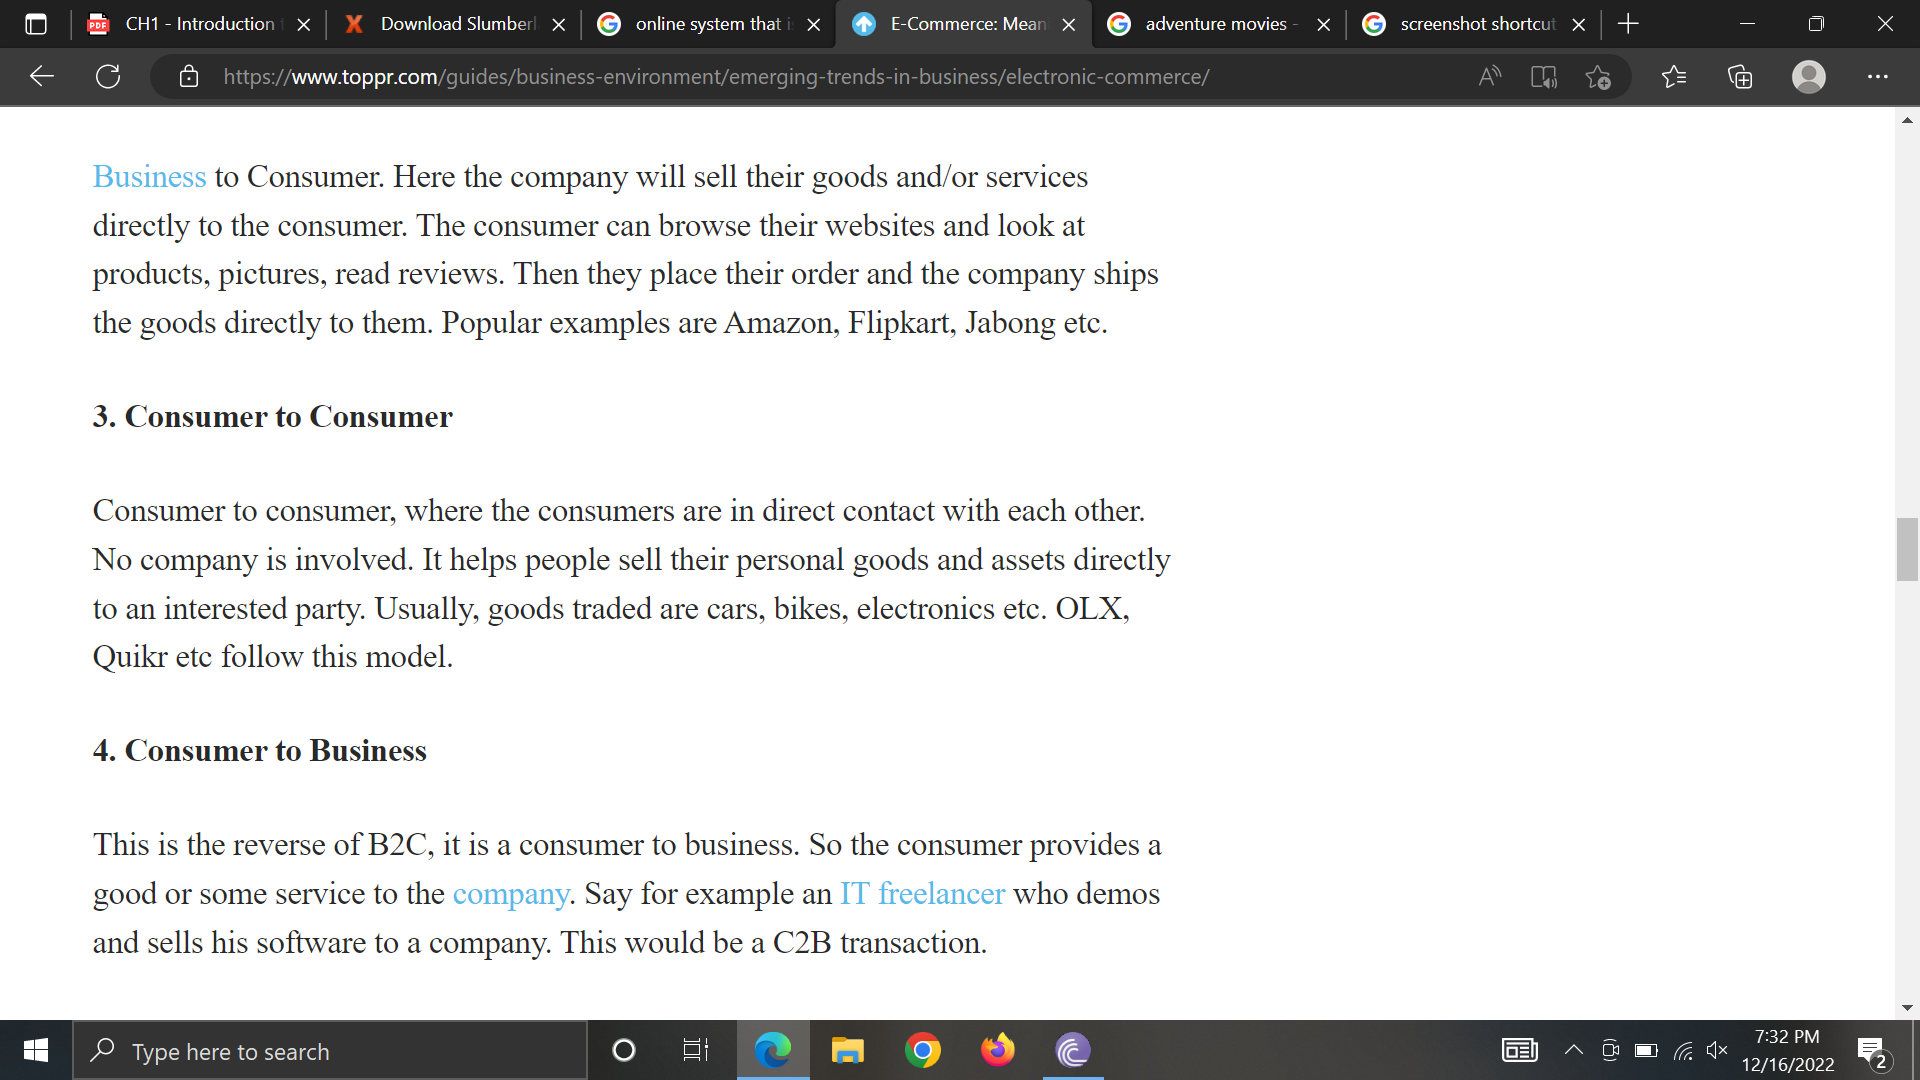 CH1 - Introduction
Download Slumberl
online system that i
E-Commerce: Mean
adventure movies -
screenshot shortcut
https://www.toppr.com/guides/business-environment/emerging-trends-in-business/electronic-commerce/
Business to Consumer. Here the company will sell their goods and/or services
directly to the consumer. The consumer can browse their websites and look at
products, pictures, read reviews. Then they place their order and the company ships
the goods directly to them. Popular examples are Amazon, Flipkart, Jabong etc.
3. Consumer to Consumer
Consumer to consumer, where the consumers are in direct contact with each other.
No company is involved. It helps people sell their personal goods and assets directly
to an interested party. Usually, goods traded are cars, bikes, electronics etc. OLX,
Quikr etc follow this model.
4. Consumer to Business
This is the reverse of B2C, it is a consumer to business. So the consumer provides a
good or some service to the company. Say for example an IT freelancer who demos
and sells his software to a company. This would be a C2B transaction.
Type here to search
7:32 PM
12/16/2022
2